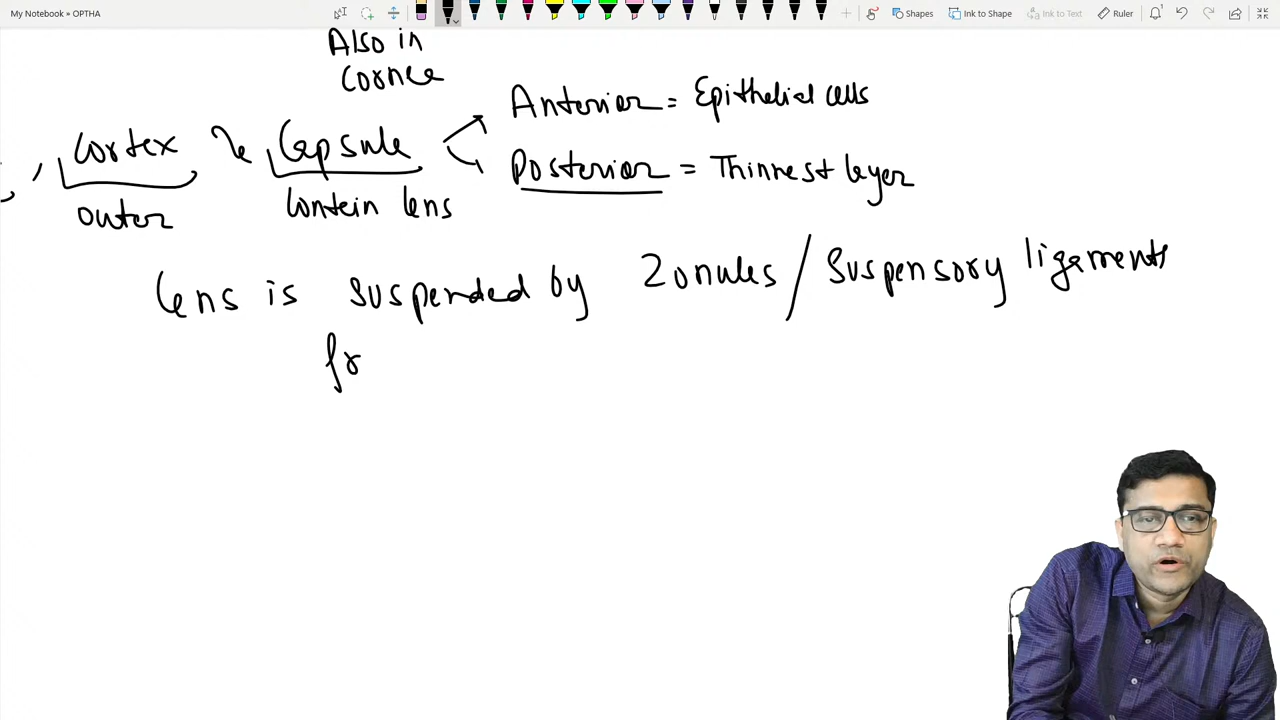 My Notebook » OPTHA
Shapes
Ink to Shape
Ink to Text
Ruler
Also in
Cornea
, Cortex & Capsule
Anterior = Epithelial cells
Posterior = Thinnest layer
outer
Contain lens
lens is suspended by Zonules / Suspensory ligaments
fr